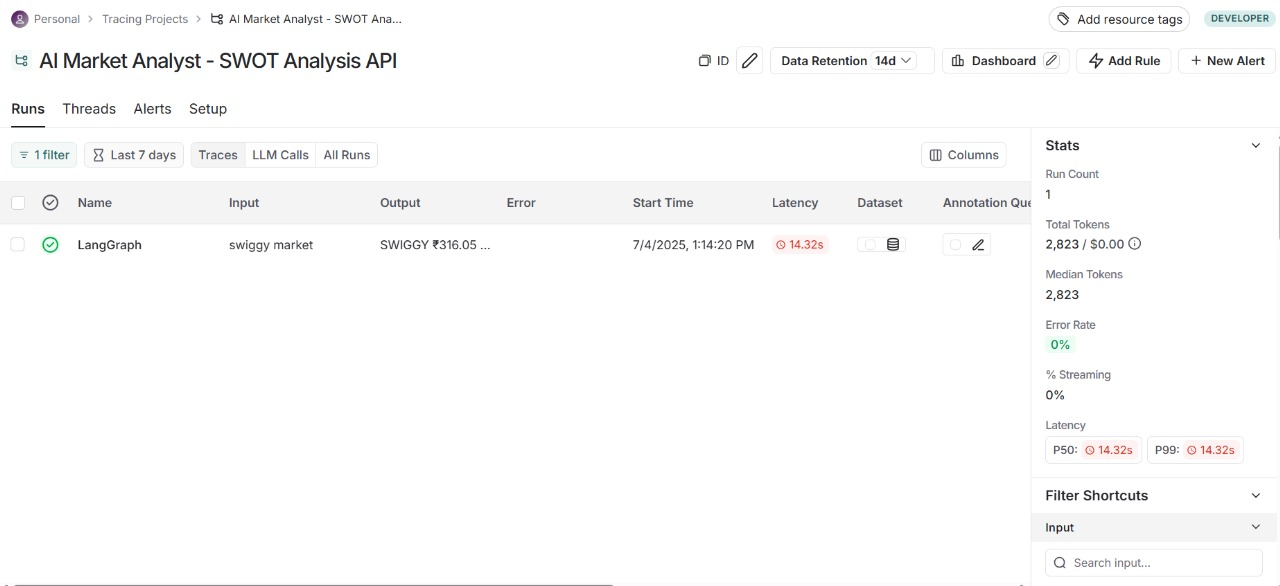 Personal > Tracing Projects > AI Market Analyst - SWOT Ana...
Add resource tags
DEVELOPER
AI Market Analyst - SWOT Analysis API
ID
Data Retention 14d
Dashboard
Add Rule
+ New Alert
Runs Threads Alerts Setup
1 filter
Last 7 days
Traces LLM Calls All Runs
Columns
Name Input Output Error Start Time Latency Dataset Annotation Que
LangGraph swiggy market SWIGGY ₹316.05 ... 7/4/2025, 1:14:20 PM 14.32s
Stats
Run Count
1
Total Tokens
2,823 / $0.00
Median Tokens
2,823
Error Rate
0%
% Streaming
0%
Latency
P50: 14.32s P99: 14.32s
Filter Shortcuts
Input
Search input...